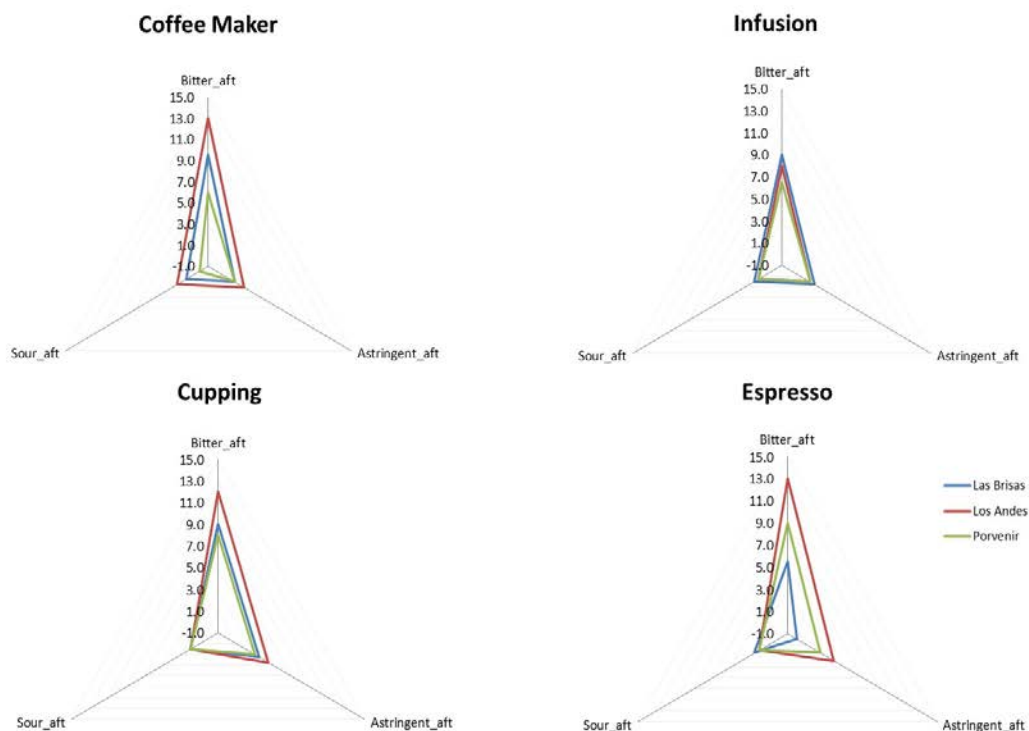 Coffee Maker
Bitter_aft
15.0
13.0
11.0
9.0
7.0
5.0
3.0
1.0
-1.0
Sour_aft
Astringent_aft
Infusion
Bitter_aft
15.0
13.0
11.0
9.0
7.0
5.0
3.0
1.0
-1.0
Sour_aft
Astringent_aft
Cupping
Bitter_aft
15.0
13.0
11.0
9.0
7.0
5.0
3.0
1.0
-1.0
Sour_aft
Astringent_aft
Espresso
Bitter_aft
15.0
13.0
11.0
9.0
7.0
5.0
3.0
1.0
-1.0
Sour_aft
Astringent_aft
Las Brisas
Los Andes
Porvenir